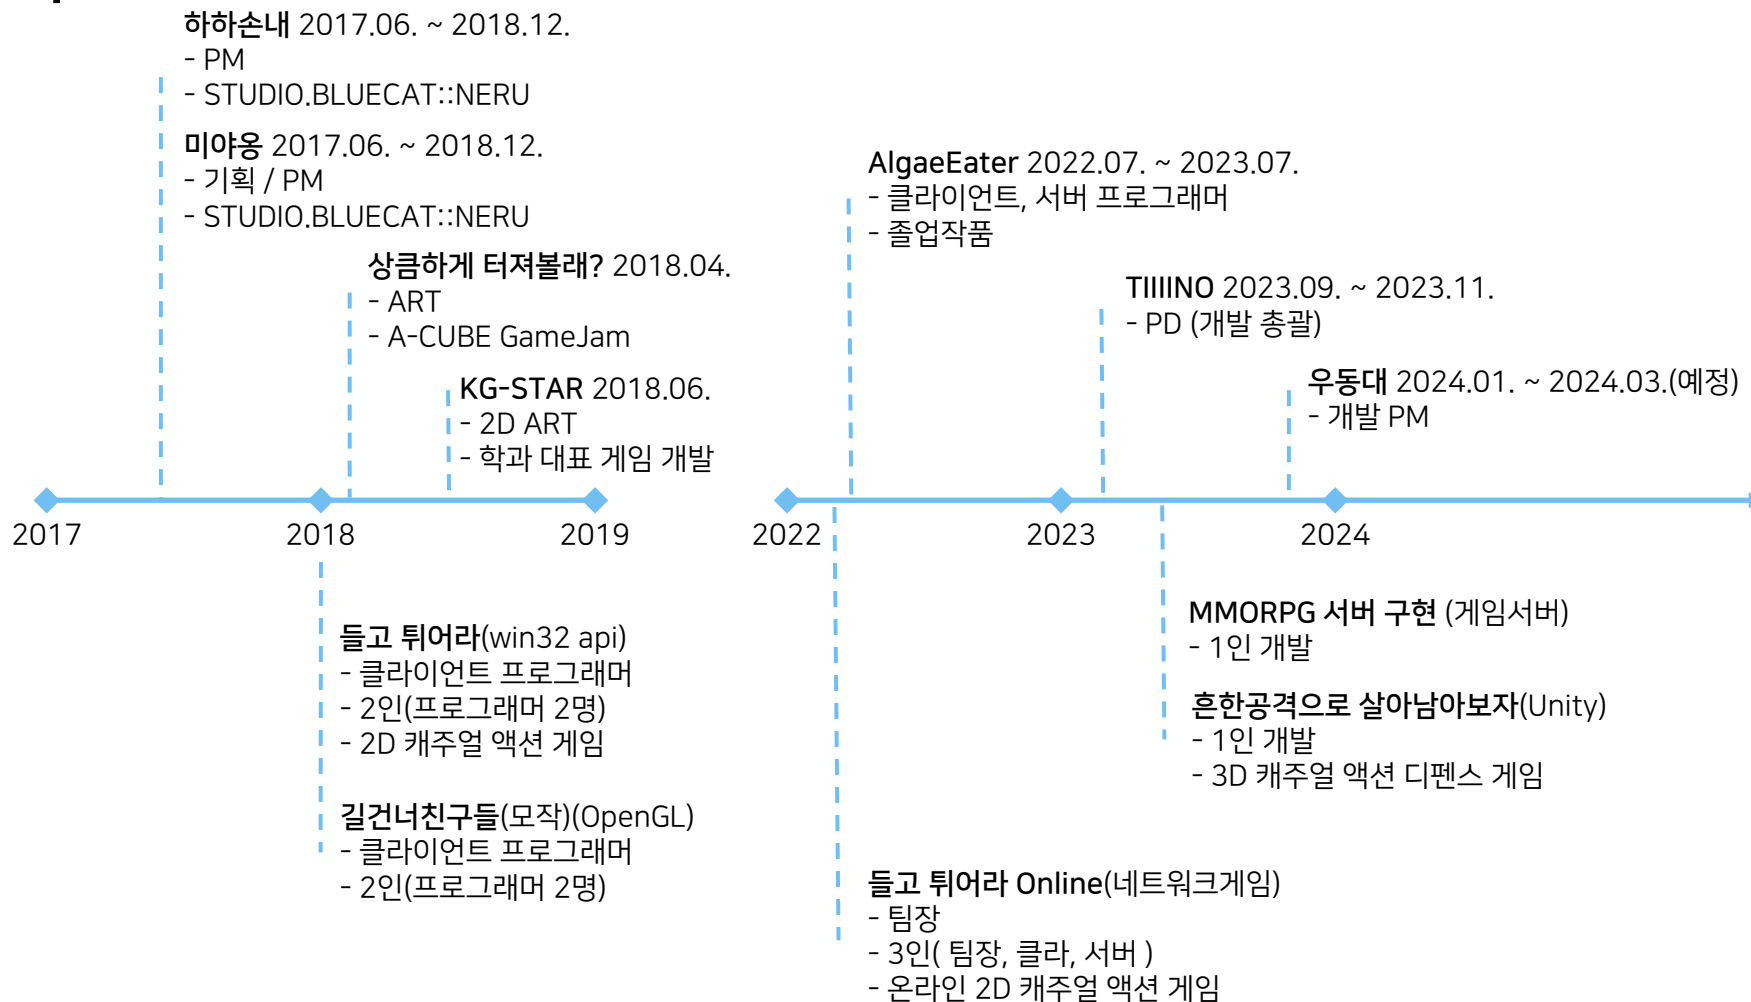 하하손내 2017.06. ~ 2018.12.
- PM
- STUDIO.BLUECAT::NERU
미야옹 2017.06. ~ 2018.12.
- 기획 / PM
- STUDIO.BLUECAT::NERU
상큼하게 터져볼래? 2018.04.
- ART
- A-CUBE GameJam
KG-STAR 2018.06.
- 2D ART
- 학과 대표 게임 개발
AlgaeEater 2022.07. ~ 2023.07.
- 클라이언트, 서버 프로그래머
- 졸업작품
TIIIINO 2023.09. ~ 2023.11.
- PD (개발 총괄)
우동대 2024.01. ~ 2024.03.(예정)
- 개발 PM
2017
2018
2019
2022
2023
2024
들고 튀어라(win32 api)
- 클라이언트 프로그래머
- 2인(프로그래머 2명)
- 2D 캐주얼 액션 게임
길건너친구들(모작)(OpenGL)
- 클라이언트 프로그래머
- 2인(프로그래머 2명)
MMORPG 서버 구현 (게임서버)
- 1인 개발
흔한공격으로 살아남아보자(Unity)
- 1인 개발
- 3D 캐주얼 액션 디펜스 게임
들고 튀어라 Online(네트워크게임)
- 팀장
- 3인( 팀장, 클라, 서버 )
- 온라인 2D 캐주얼 액션 게임